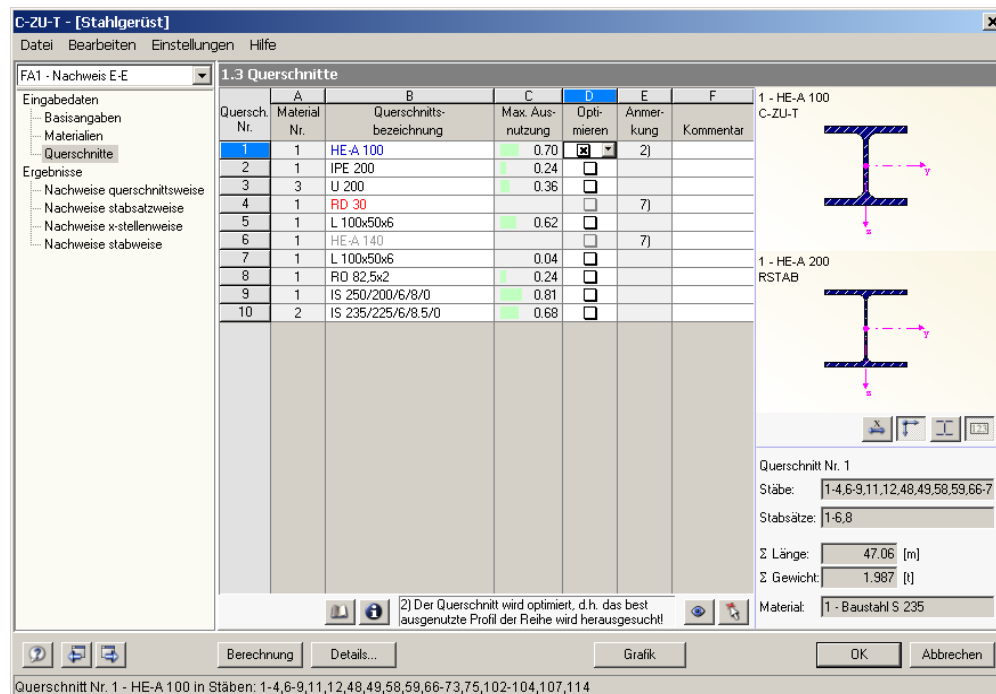 C-ZU-T - [Stahlgerüst]
Datei Bearbeiten Einstellungen Hilfe
FA1 - Nachweis E-E
Eingabedaten
Basisangaben
Materialien
Querschnitte
Ergebnisse
Nachweise querschnittsweise
Nachweise stabsatzweise
Nachweise x-stellenweise
Nachweise stabweise
1.3 Querschnitte
A B C D E F
Quersch. Material Querschnitts- Max. Aus- Opti- Anmer-
Nr. Nr. bezeichnung nutzung mieren kung Kommentar
1 1 HE-A 100 0.70 2)
2 1 IPE 200 0.24
3 3 U 200 0.36
4 1 RD 30 7)
5 1 L 100x50x6 0.62
6 1 HE-A 140 7)
7 1 L 100x50x6 0.04
8 1 RO 82,5x2 0.24
9 1 IS 250/200/6/8/0 0.81
10 2 IS 235/225/6/8.5/0 0.68
2) Der Querschnitt wird optimiert, d.h. das best
ausgenutzte Profil der Reihe wird herausgesucht!
1 - HE-A 100
C-ZU-T
y
z
1 - HE-A 200
RSTAB
y
z
X
123
Querschnitt Nr. 1
Stäbe: 1-4,6-9,11,12,48,49,58,59,66-7
Stabsätze: 1-6,8
Σ Länge: 47.06 [m]
Σ Gewicht: 1.987 [t]
Material: 1 - Baustahl S 235
Berechnung Details... Grafik OK Abbrechen
Querschnitt Nr. 1 - HE-A 100 in Stäben: 1-4,6-9,11,12,48,49,58,59,66-73,75,102-104,107,114